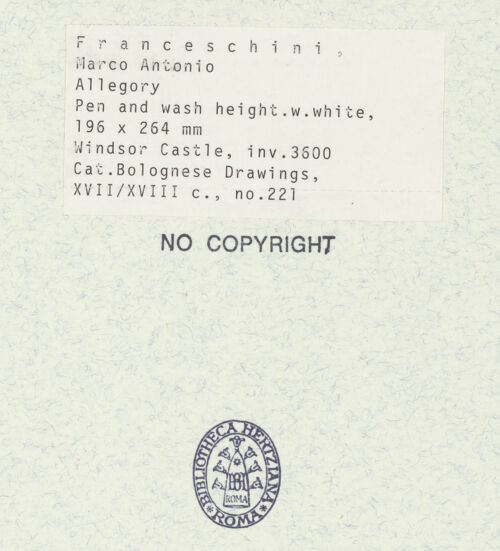 Franceschini,
Marco Antonio
Allegory
Pen and wash height.w.white,
196 x 264 mm
Windsor Castle, inv.3600
Cat.Bolognese Drawings,
XVII/XVIII c., no.221
NO COPYRIGHT
BIBLIOTHECA HERTZIANA
BH
ROMA
ROMA